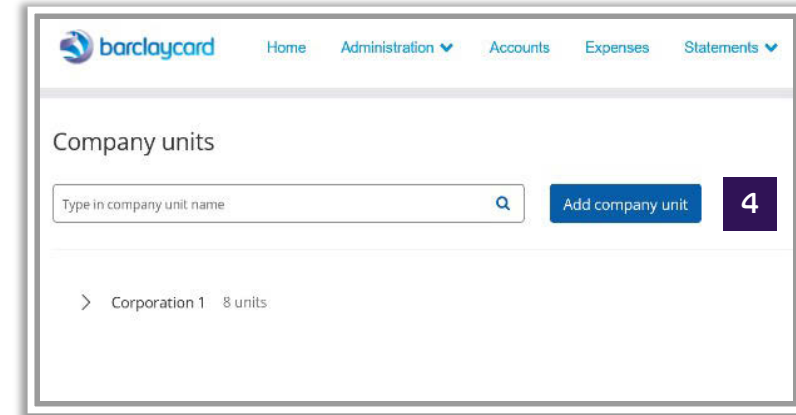 barclaycard Home Administration Accounts Expenses Statements
Company units
Type in company unit name Add company unit 4
Corporation 1 8 units